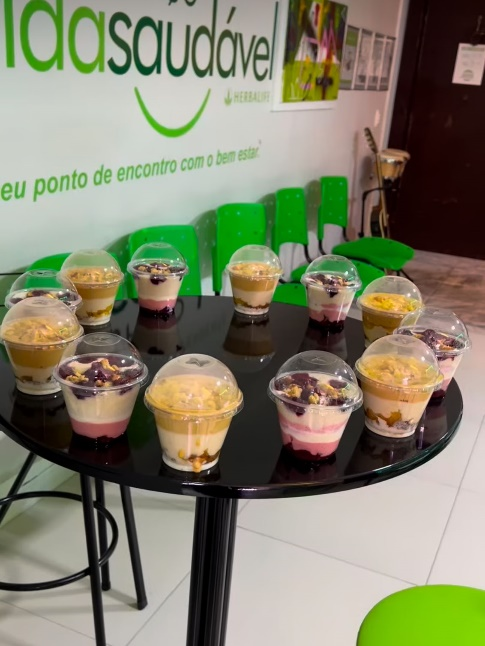 idasaudável
HERBALIFE
eu ponto de encontro com o bem estar.